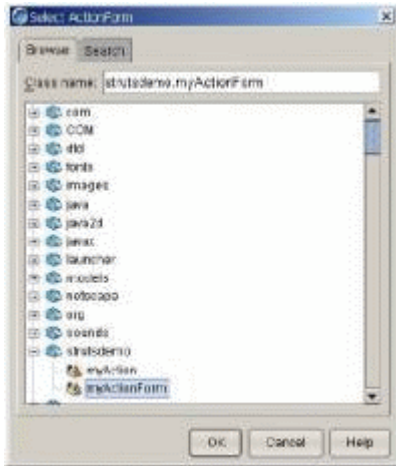 Select ActionForm
Browse Search
Class name: strutsdemo.myActionForm
com
COM
dtd
fonts
images
java
java2d
javax
launcher
models
netscape
org
sounds
strutsdemo
myAction
myActionForm
OK Cancel Help